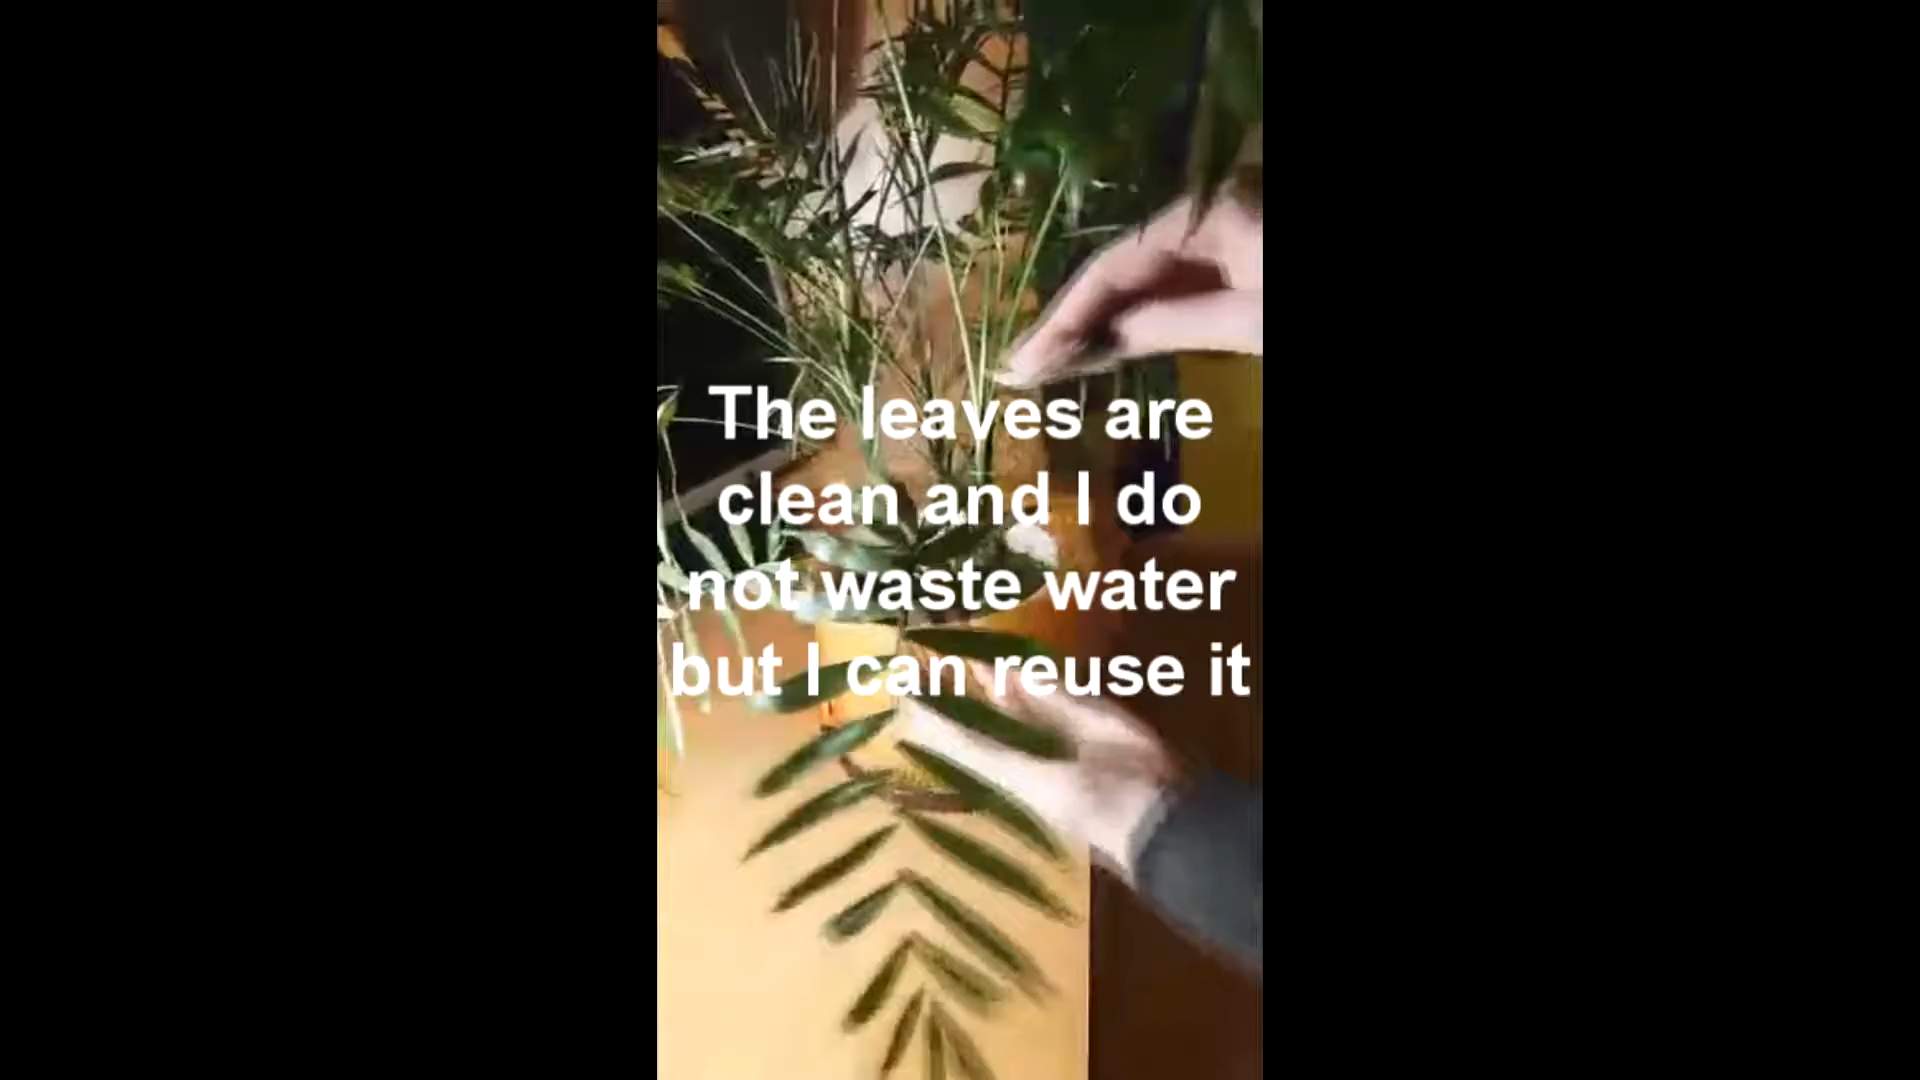 The leaves are
clean and I do
not waste water
but I can reuse it